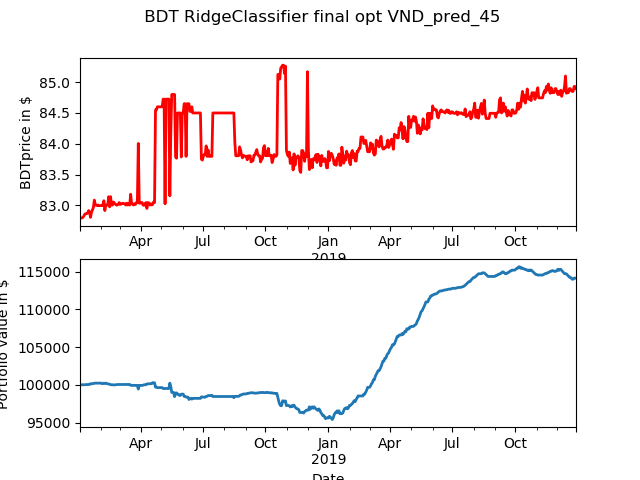 BDT RidgeClassifier final opt VND_pred_45
BDTprice in $
85.0
84.5
84.0
83.5
83.0
Apr Jul Oct Jan Apr Jul Oct
2019
Portfolio value in $
115000
110000
105000
100000
95000
Apr Jul Oct Jan Apr Jul Oct
2019
Date